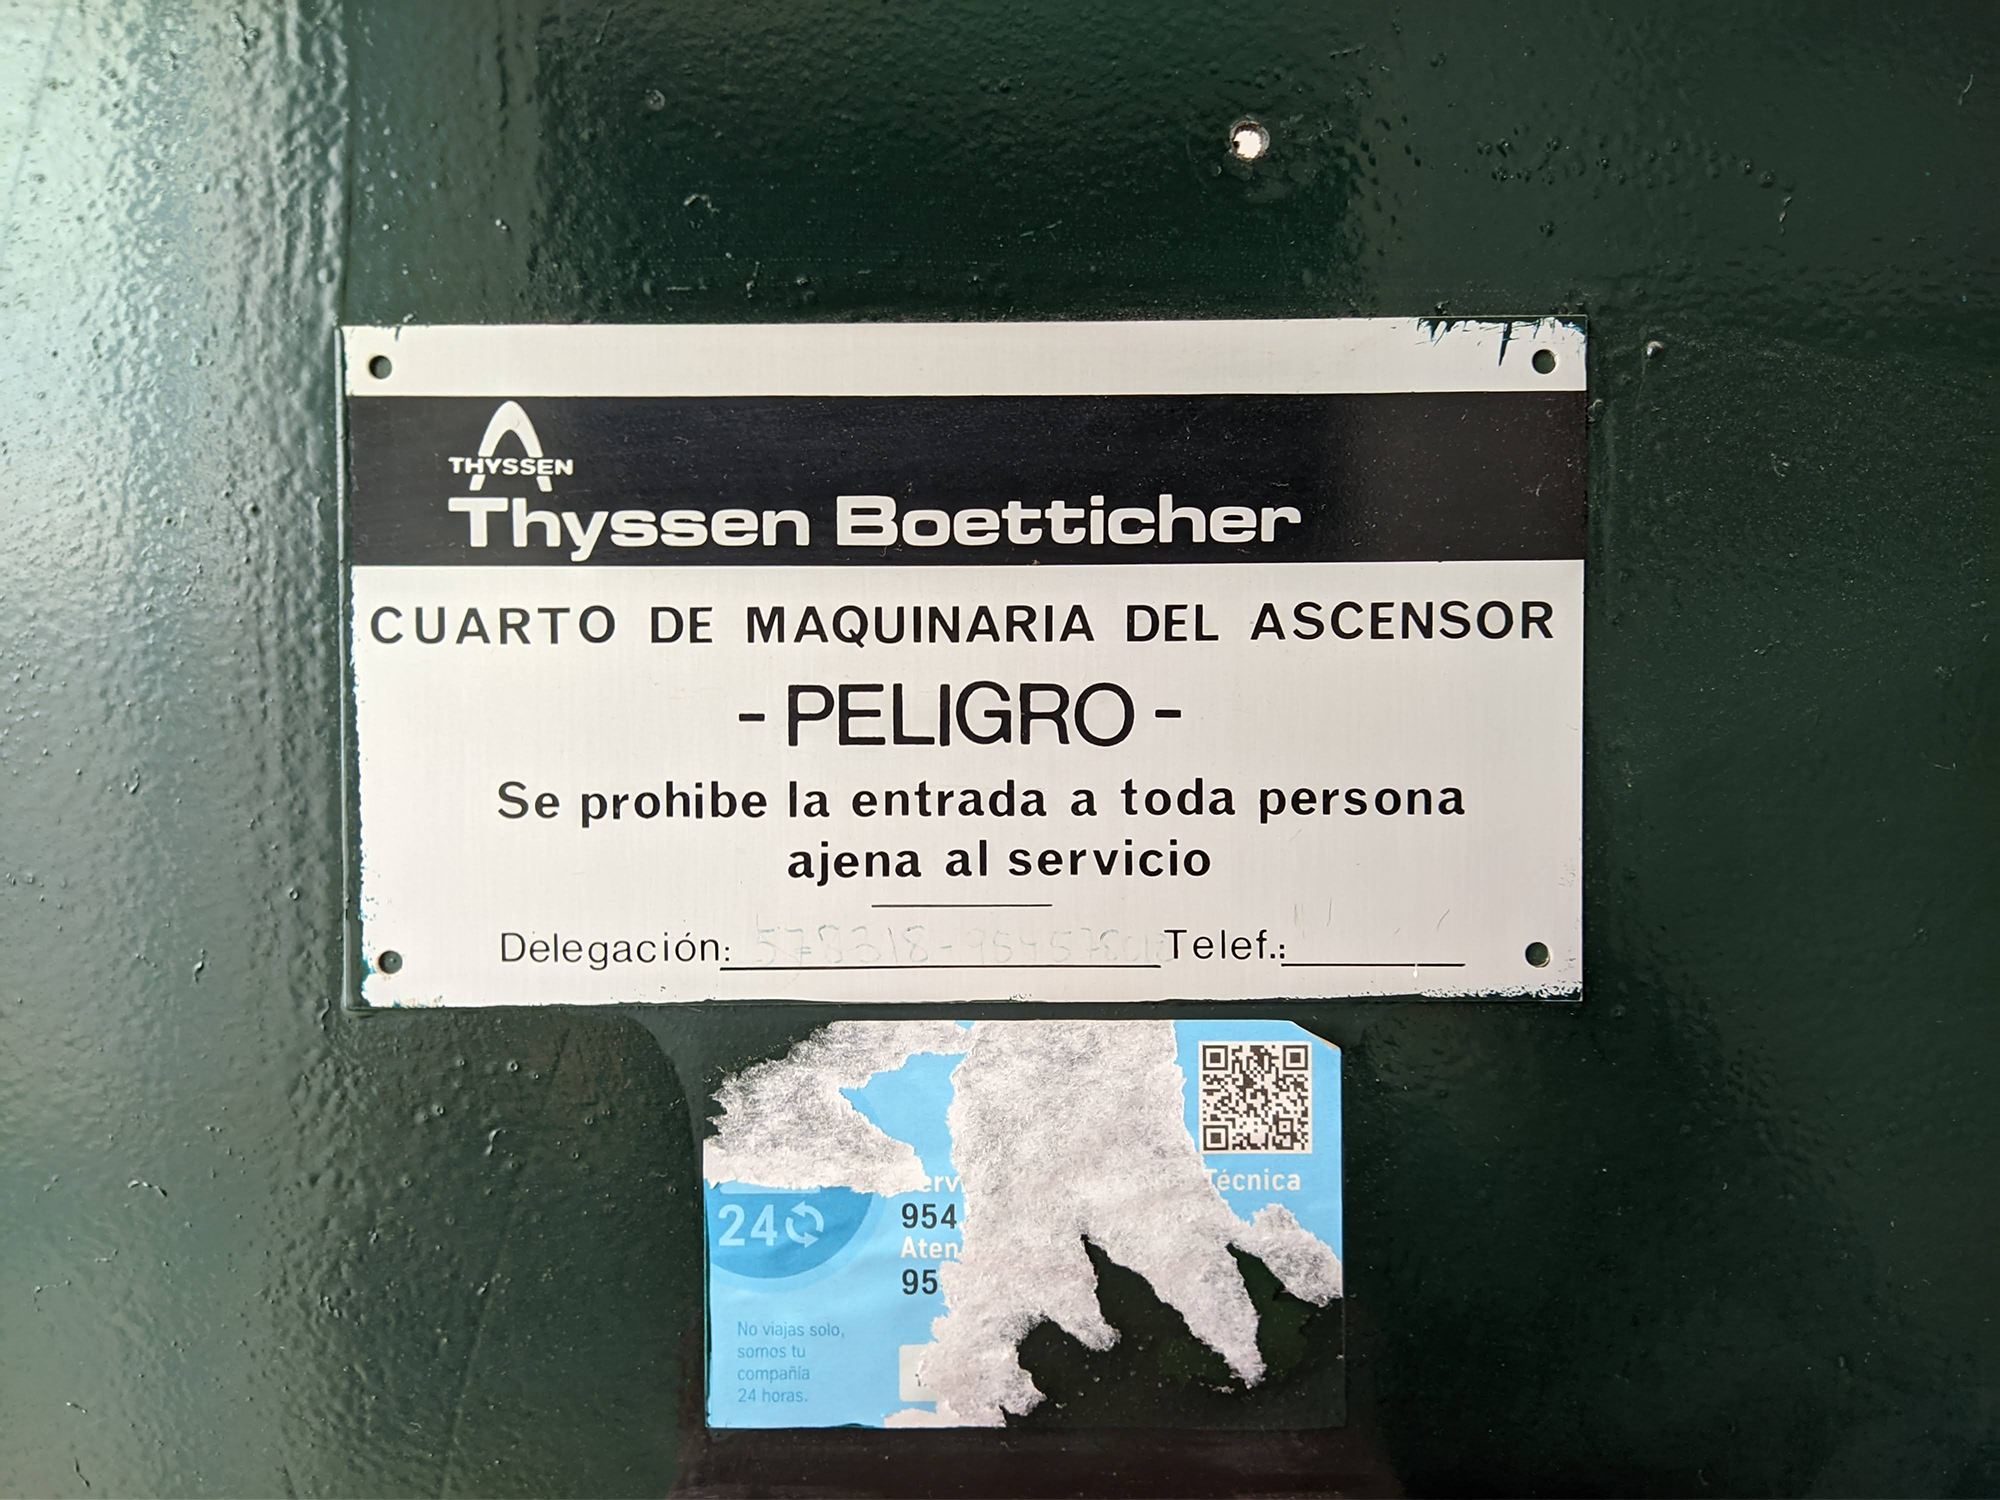 THYSSEN
Thyssen Boetticher
CUARTO DE MAQUINARIA DEL ASCENSOR
- PELIGRO -
Se prohibe la entrada a toda persona
ajena al servicio
Delegación: Telef.:
Técnica
24
954
95
No viajas solo,
somos tu
compañía
24 horas.